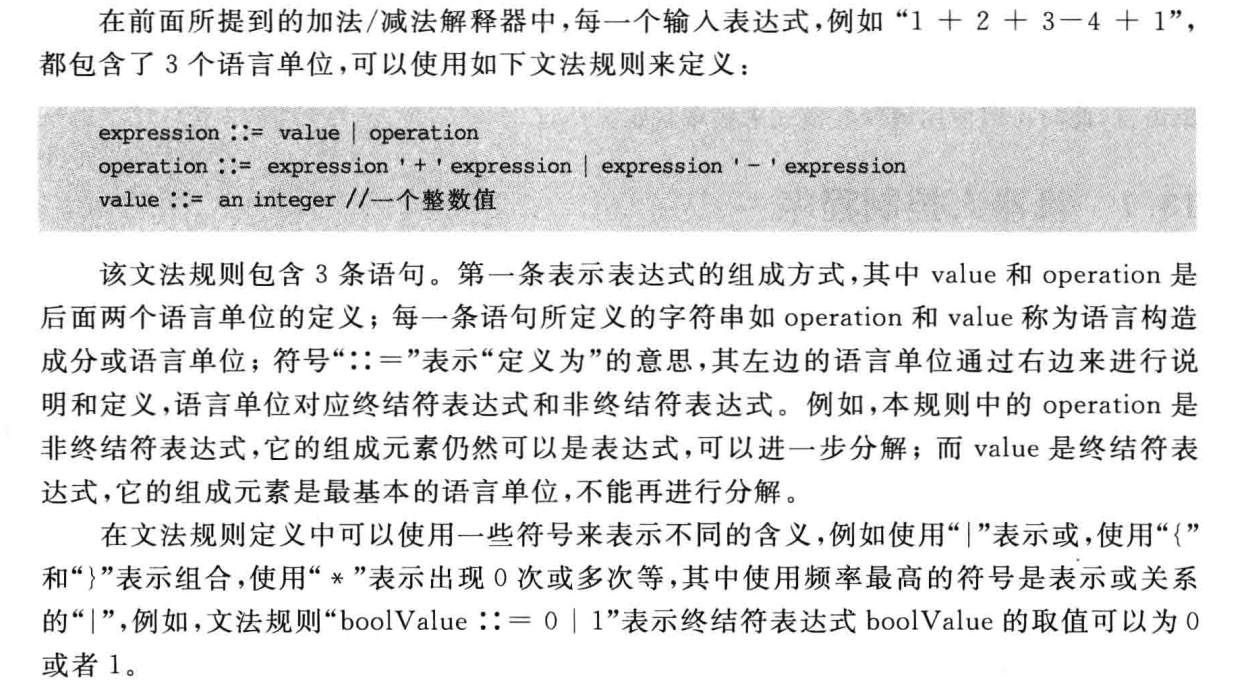 在前面所提到的加法/减法解释器中,每一个输入表达式,例如“1 + 2 + 3－4 + 1”,
都包含了 3 个语言单位,可以使用如下文法规则来定义：
expression ::= value | operation
operation ::= expression '+' expression | expression '-' expression
value ::= an integer //一个整数值
该文法规则包含 3 条语句。第一条表示表达式的组成方式,其中 value 和 operation 是
后面两个语言单位的定义；每一条语句所定义的字符串如 operation 和 value 称为语言构造
成分或语言单位；符号“::=”表示“定义为”的意思,其左边的语言单位通过右边来进行说
明和定义,语言单位对应终结符表达式和非终结符表达式。例如,本规则中的 operation 是
非终结符表达式,它的组成元素仍然可以是表达式,可以进一步分解；而 value 是终结符表
达式,它的组成元素是最基本的语言单位,不能再进行分解。
在文法规则定义中可以使用一些符号来表示不同的含义,例如使用“|”表示或,使用“{”
和“}”表示组合,使用“*”表示出现 0 次或多次等,其中使用频率最高的符号是表示或关系
的“|”,例如,文法规则“boolValue ::= 0 | 1”表示终结符表达式 boolValue 的取值可以为 0
或者 1。